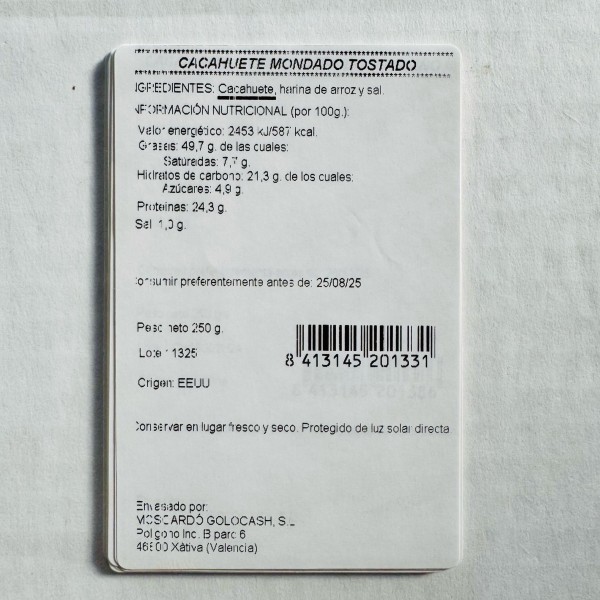 CACAHUETE MONDADO TOSTADO
INGREDIENTES: Cacahuete, harina de arroz y sal.
INFORMACIÓN NUTRICIONAL (por 100g.):
Valor energético: 2453 kJ/587 kcal.
Grasas: 49,7 g. de las cuales:
Saturadas: 7,7 g.
Hidratos de carbono: 21,3 g. de los cuales:
Azúcares: 4,9 g.
Proteinas: 24,3 g.
Sal: 1,0 g.
Consumir preferentemente antes de: 25/08/25
Peso neto 250 g.
Lote: 11325
8 413145 201331
Origen: EEUU
Conservar en lugar fresco y seco. Protegido de luz solar directa
Envasado por:
MOSCARDÓ GOLOCASH, S.L
Poligono Inc. B parc 6
46800 Xàtiva (Valencia)